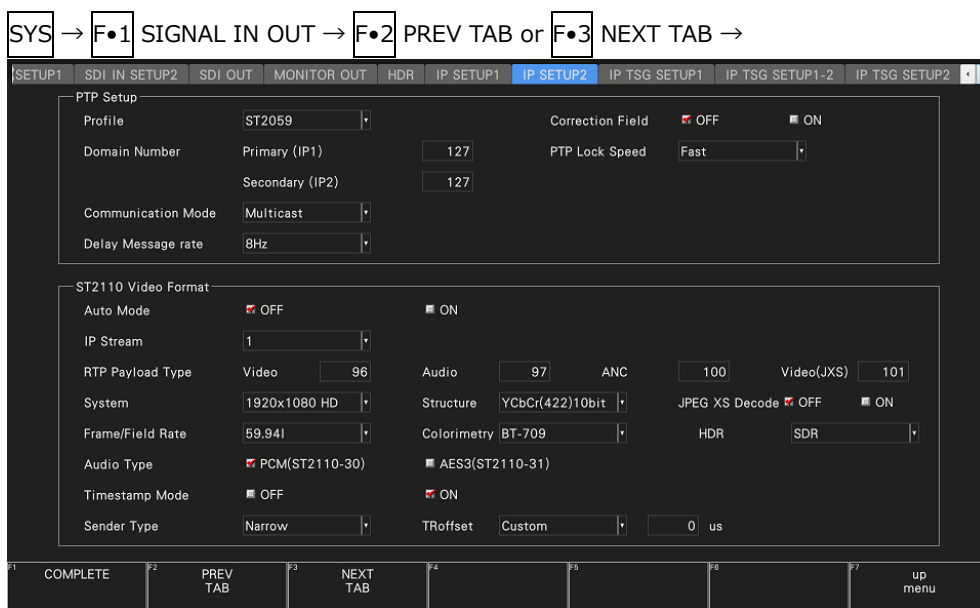 SYS → F•1 SIGNAL IN OUT → F•2 PREV TAB or F•3 NEXT TAB →
SETUP1 SDI IN SETUP2 SDI OUT MONITOR OUT HDR IP SETUP1 IP SETUP2 IP TSG SETUP1 IP TSG SETUP1-2 IP TSG SETUP2
PTP Setup
Profile ST2059 Correction Field OFF ON
Domain Number Primary (IP1) 127 PTP Lock Speed Fast
Secondary (IP2) 127
Communication Mode Multicast
Delay Message rate 8Hz
ST2110 Video Format
Auto Mode OFF ON
IP Stream 1
RTP Payload Type Video 96 Audio 97 ANC 100 Video(JXS) 101
System 1920x1080 HD Structure YCbCr(422)10bit JPEG XS Decode OFF ON
Frame/Field Rate 59.94I Colorimetry BT-709 HDR SDR
Audio Type PCM(ST2110-30) AES3(ST2110-31)
Timestamp Mode OFF ON
Sender Type Narrow TRoffset Custom 0 us
F1 COMPLETE F2 PREV TAB F3 NEXT TAB F4 F5 F6 F7 up menu